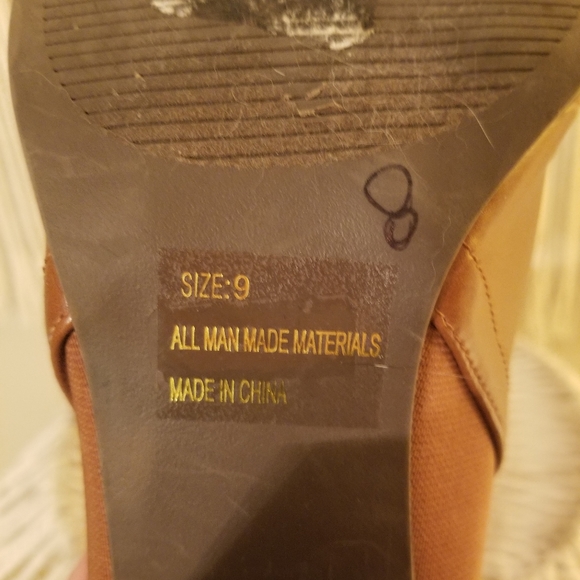 8
SIZE: 9
ALL MAN MADE MATERIALS
MADE IN CHINA